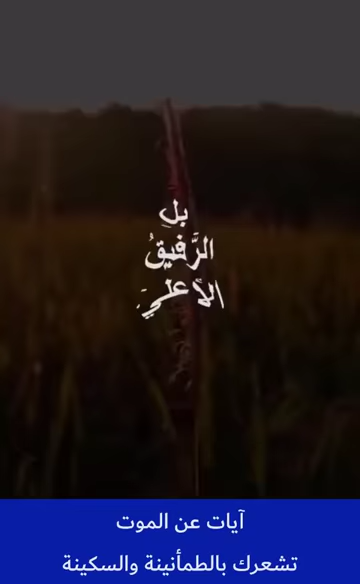 بلِ
الرَّفيقُ
الأعلىَ
آيات عن الموت
تشعرك بالطمأنينة والسكينة